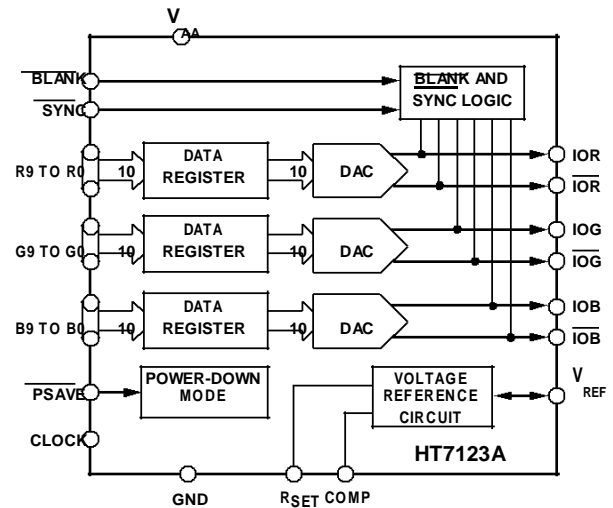 V
AA
BLANK
SYNC
BLANK AND
SYNC LOGIC
R9 TO R0
10
DATA
REGISTER
10
DAC
IOR
IOR
G9 TO G0
10
DATA
REGISTER
10
DAC
IOG
IOG
B9 TO B0
10
DATA
REGISTER
10
DAC
IOB
IOB
PSAVE
POWER-DOWN
MODE
VOLTAGE
REFERENCE
CIRCUIT
V
REF
CLOCK
HT7123A
GND
RSET
COMP